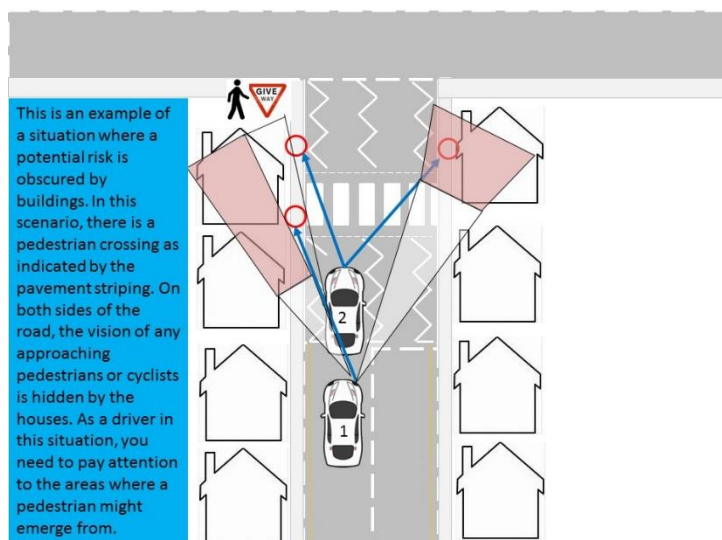 This is an example of
a situation where a
potential risk is
obscured by
buildings. In this
scenario, there is a
pedestrian crossing as
indicated by the
pavement striping. On
both sides of the
road, the vision of any
approaching
pedestrians or cyclists
is hidden by the
houses. As a driver in
this situation, you
need to pay attention
to the areas where a
pedestrian might
emerge from.
GIVE
WAY
2
1